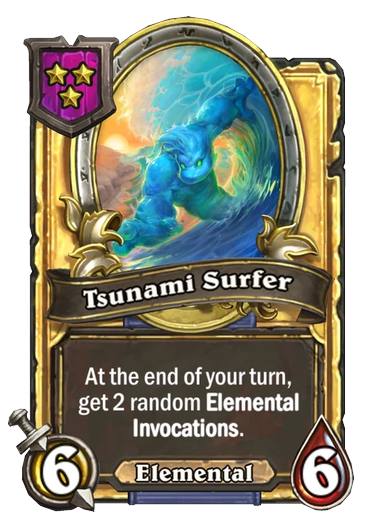 Tsunami Surfer
At the end of your turn,
get 2 random Elemental
Invocations.
6
Elemental
6